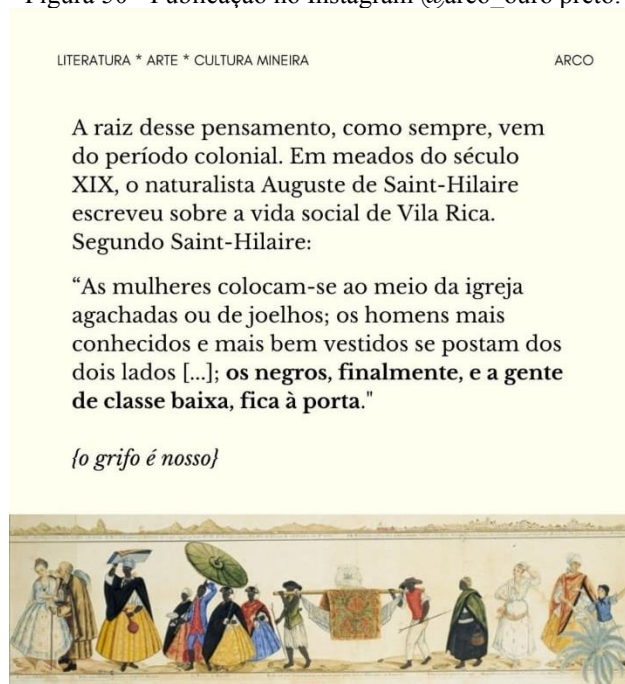 Figura 50 - Publicação no Instagram @arco_ouro preto.
LITERATURA * ARTE * CULTURA MINEIRA
ARCO
A raiz desse pensamento, como sempre, vem
do período colonial. Em meados do século
XIX, o naturalista Auguste de Saint-Hilaire
escreveu sobre a vida social de Vila Rica.
Segundo Saint-Hilaire:
“As mulheres colocam-se ao meio da igreja
agachadas ou de joelhos; os homens mais
conhecidos e mais bem vestidos se postam dos
dois lados [...]; os negros, finalmente, e a gente
de classe baixa, fica à porta."
{o grifo é nosso}